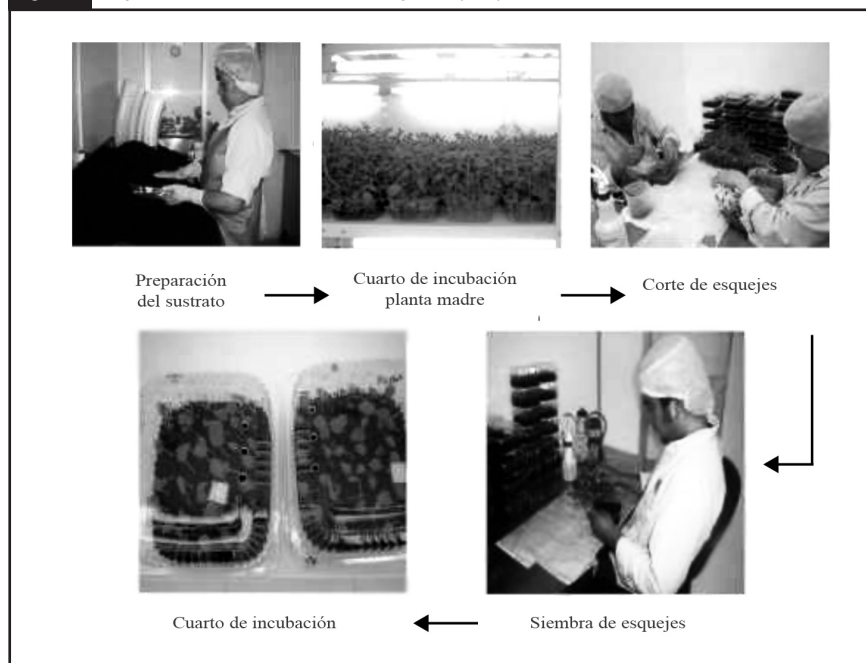 Preparación
del sustrato
Cuarto de incubación
planta madre
Corte de esquejes
Siembra de esquejes
Cuarto de incubación